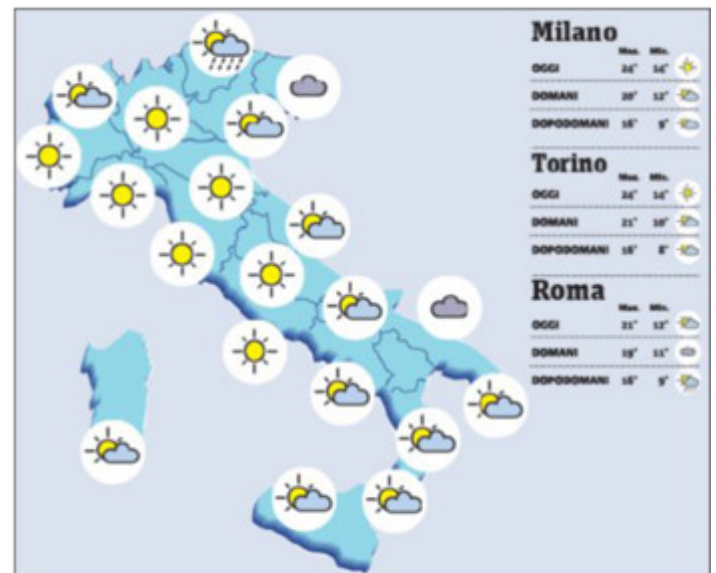 Milano
Max. Min.
OGGI 24° 14°
DOMANI 20° 12°
DOPODOMANI 18° 9°
Torino
Max. Min.
OGGI 24° 14°
DOMANI 21° 10°
DOPODOMANI 18° 8°
Roma
Max. Min.
OGGI 21° 12°
DOMANI 19° 11°
DOPODOMANI 18° 9°